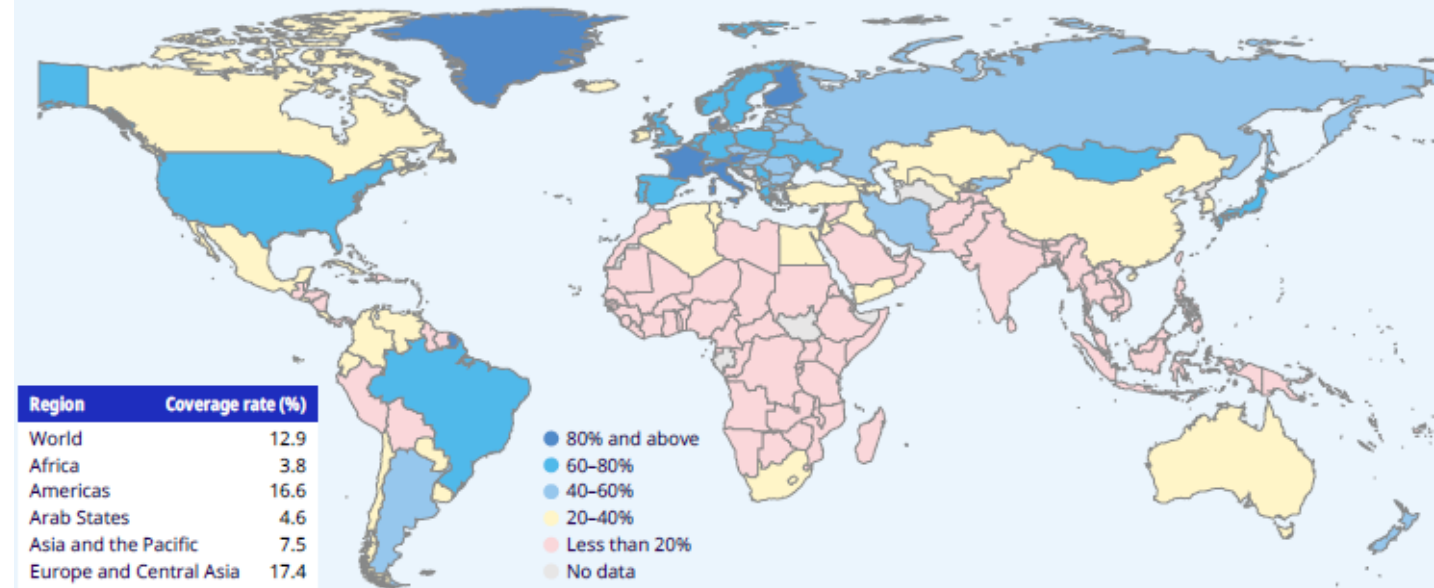 Region Coverage rate (%)
World 12.9
Africa 3.8
Americas 16.6
Arab States 4.6
Asia and the Pacific 7.5
Europe and Central Asia 17.4
80% and above
60–80%
40–60%
20–40%
Less than 20%
No data